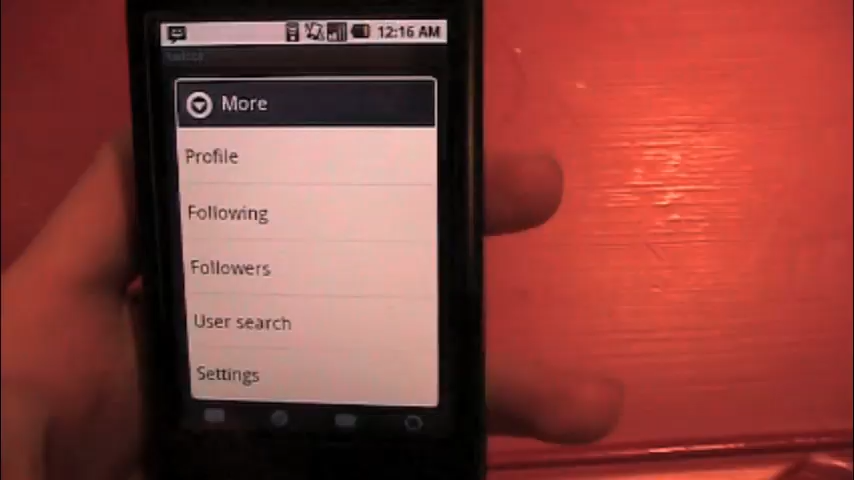 12:16 AM
More
Profile
Following
Followers
User search
Settings